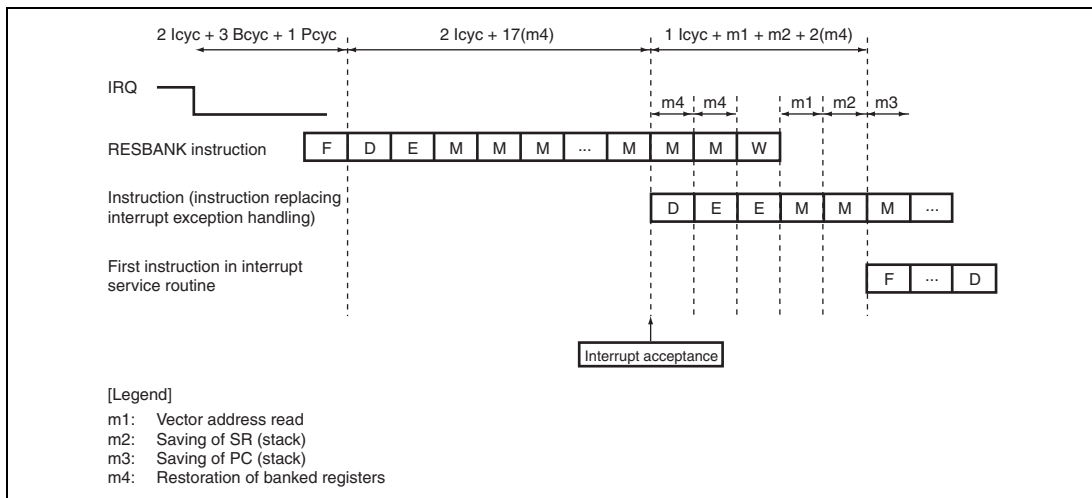 2 Icyc + 3 Bcyc + 1 Pcyc 2 Icyc + 17(m4) 1 Icyc + m1 + m2 + 2(m4)
IRQ
m4 m4 m1 m2 m3
RESBANK instruction F D E M M M ... M M M W
Instruction (instruction replacing
interrupt exception handling) D E E M M M ...
First instruction in interrupt
service routine F ... D
Interrupt acceptance
[Legend]
m1: Vector address read
m2: Saving of SR (stack)
m3: Saving of PC (stack)
m4: Restoration of banked registers